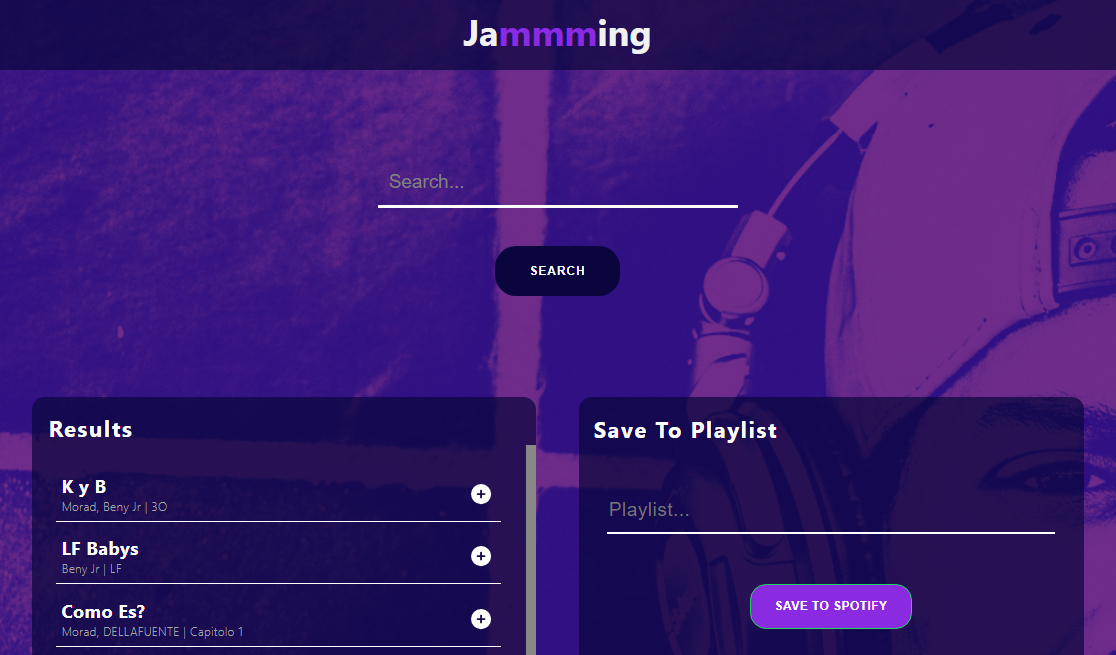 Jammming
Search...
SEARCH
Results
K y B
Morad, Beny Jr | 3O
LF Babys
Beny Jr | LF
Como Es?
Morad, DELLAFUENTE | Capitolo 1
Save To Playlist
Playlist...
SAVE TO SPOTIFY